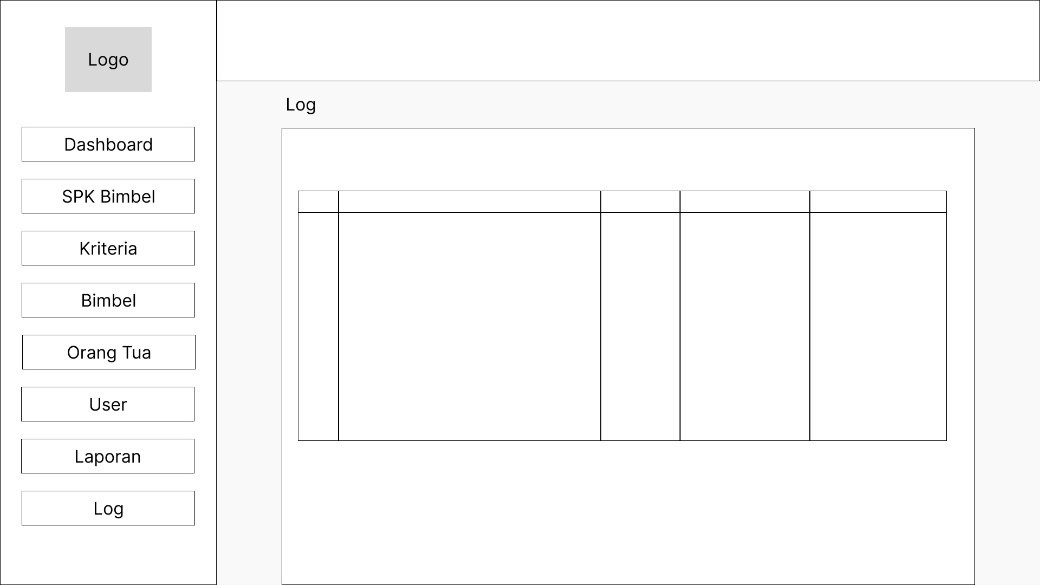 Logo
Dashboard
SPK Bimbel
Kriteria
Bimbel
Orang Tua
User
Laporan
Log
Log